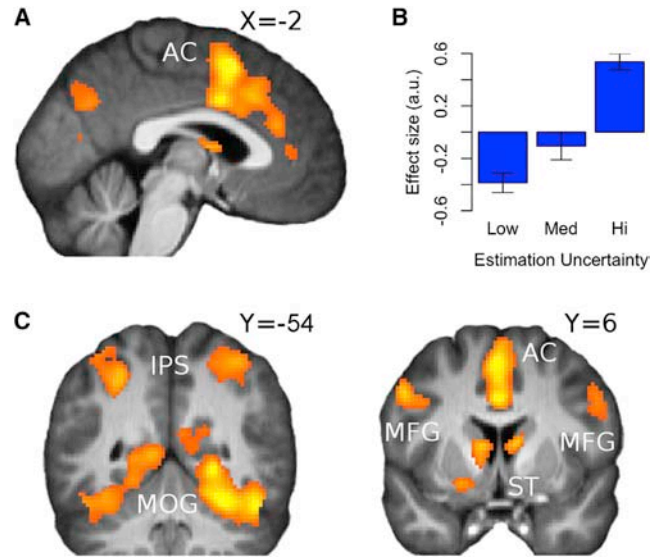 A
X=-2
AC
B
Effect size (a.u.)
0.6
0.2
-0.2
-0.6
Low Med Hi
Estimation Uncertainty
C
Y=-54
IPS
MOG
Y=6
AC
MFG MFG
ST